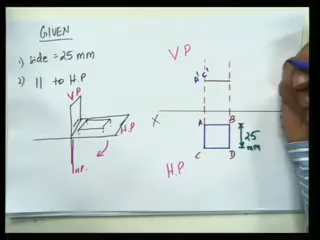 GIVEN
1) side = 25 mm
2) || to H.P
V.P
H.P
H.P.
V.P
A' C'
X
A B
25 mm
C D
H.P